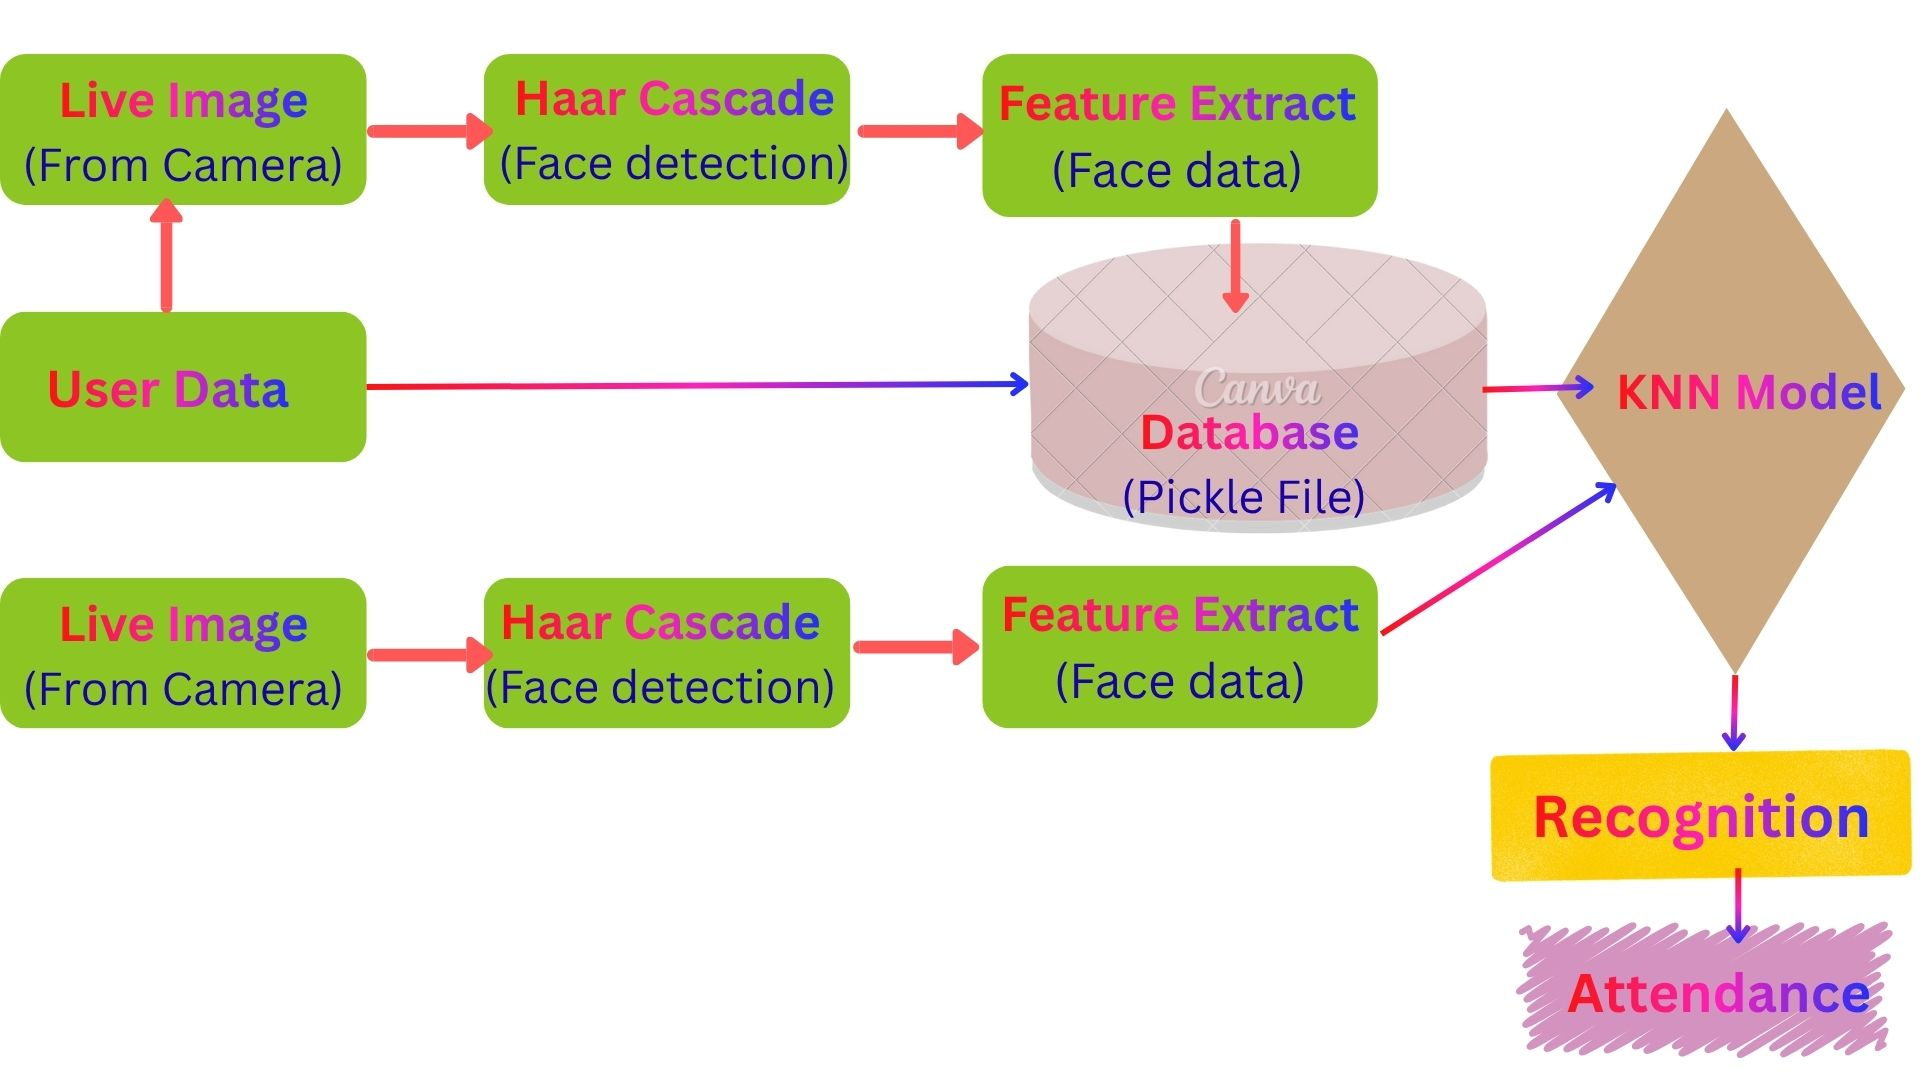 Live Image
(From Camera)
Haar Cascade
(Face detection)
Feature Extract
(Face data)
User Data
Canva
Database
(Pickle File)
KNN Model
Live Image
(From Camera)
Haar Cascade
(Face detection)
Feature Extract
(Face data)
Recognition
Attendance